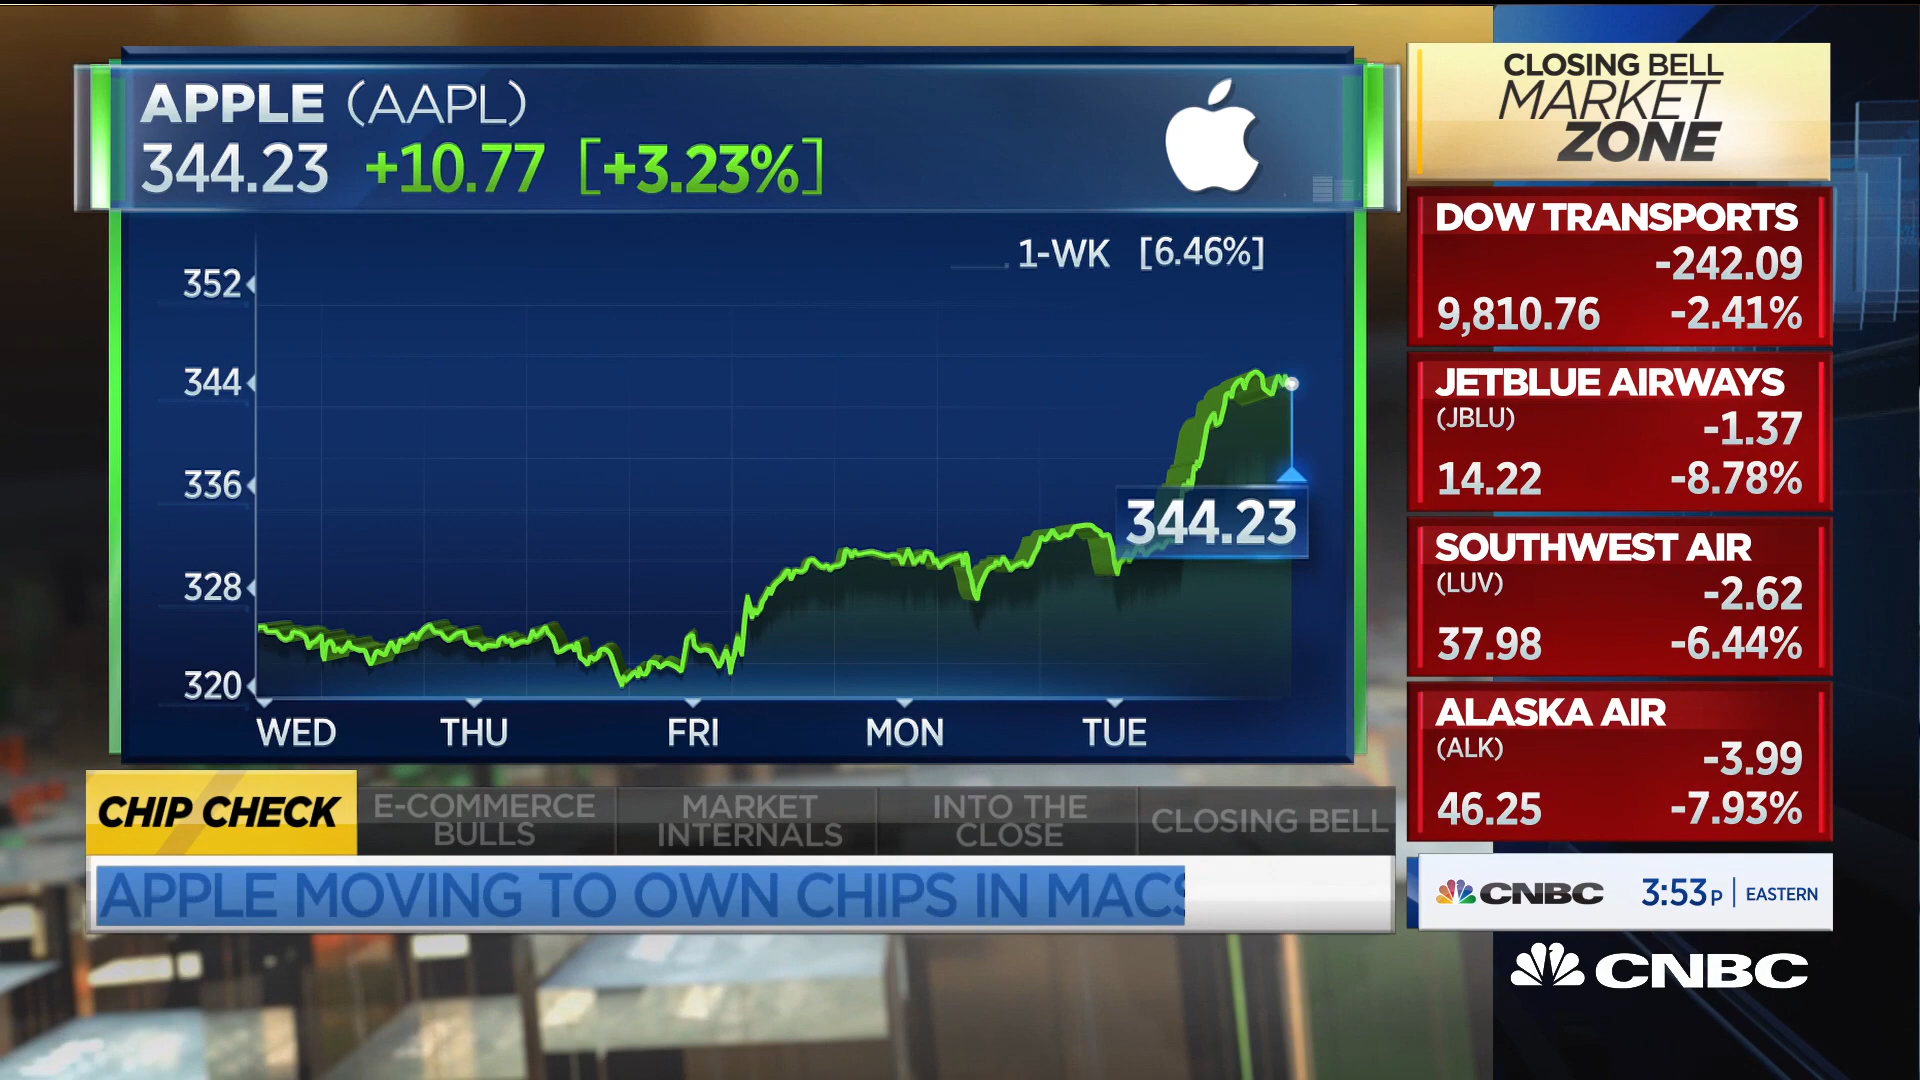 APPLE (AAPL)
344.23 +10.77 [+3.23%]
1-WK [6.46%]
352
344
336
328
320
344.23
WED THU FRI MON TUE
CHIP CHECK
E-COMMERCE
BULLS
MARKET
INTERNALS
INTO THE
CLOSE
CLOSING BELL
APPLE MOVING TO OWN CHIPS IN MACS
CLOSING BELL
MARKET
ZONE
DOW TRANSPORTS
-242.09
9,810.76 -2.41%
JETBLUE AIRWAYS
(JBLU) -1.37
14.22 -8.78%
SOUTHWEST AIR
(LUV) -2.62
37.98 -6.44%
ALASKA AIR
(ALK) -3.99
46.25 -7.93%
CNBC 3:53P | EASTERN
CNBC